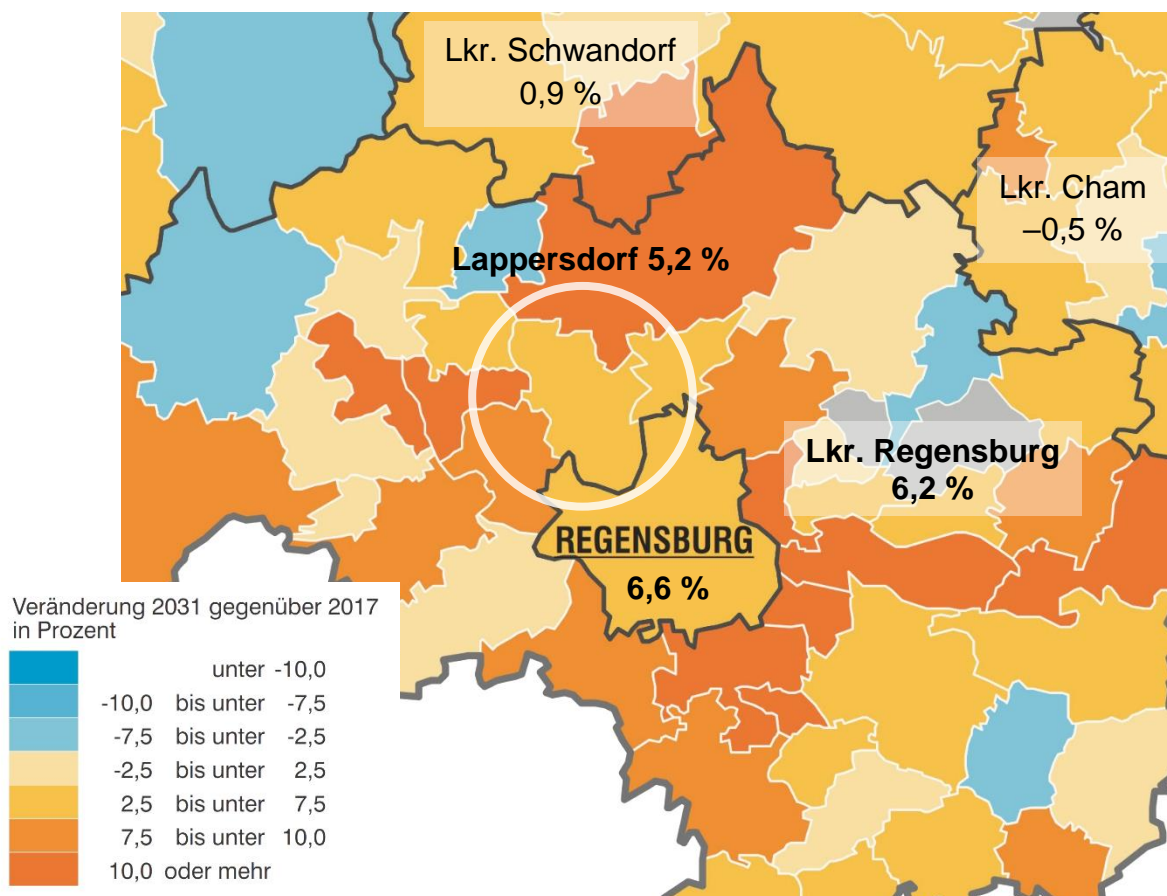 Lkr. Schwandorf
0,9 %
Lkr. Cham
–0,5 %
Lappersdorf 5,2 %
Lkr. Regensburg
6,2 %
REGENSBURG
6,6 %
Veränderung 2031 gegenüber 2017
in Prozent
unter -10,0
-10,0 bis unter -7,5
-7,5 bis unter -2,5
-2,5 bis unter 2,5
2,5 bis unter 7,5
7,5 bis unter 10,0
10,0 oder mehr